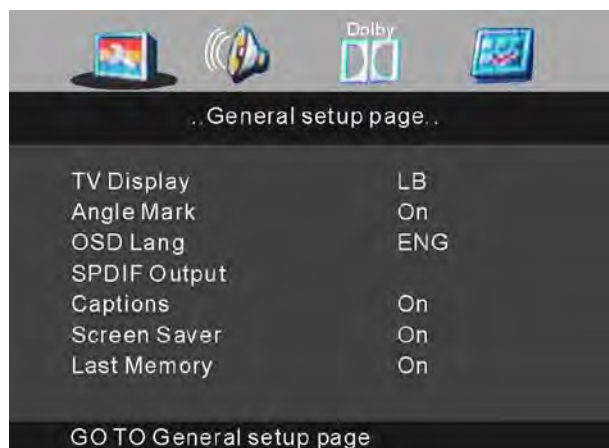 Dolby
..General setup page..
TV Display LB
Angle Mark On
OSD Lang ENG
SPDIF Output
Captions On
Screen Saver On
Last Memory On
GO TO General setup page